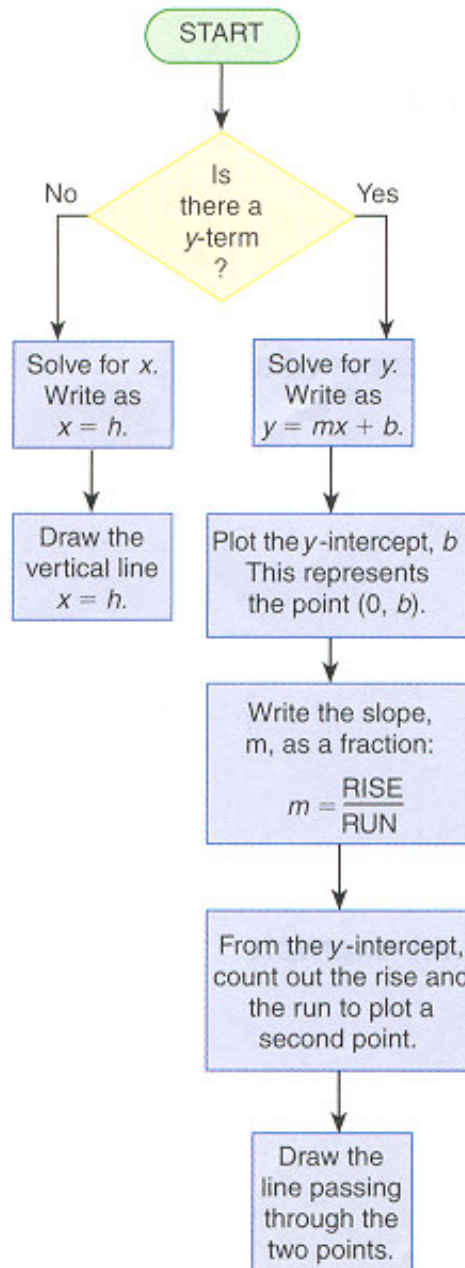 START
Is
there a
y-term
?
No
Yes
Solve for x.
Write as
x = h.
Draw the
vertical line
x = h.
Solve for y.
Write as
y = mx + b.
Plot the y-intercept, b
This represents
the point (0, b).
Write the slope,
m, as a fraction:
m = RISE
RUN
From the y-intercept,
count out the rise and
the run to plot a
second point.
Draw the
line passing
through the
two points.